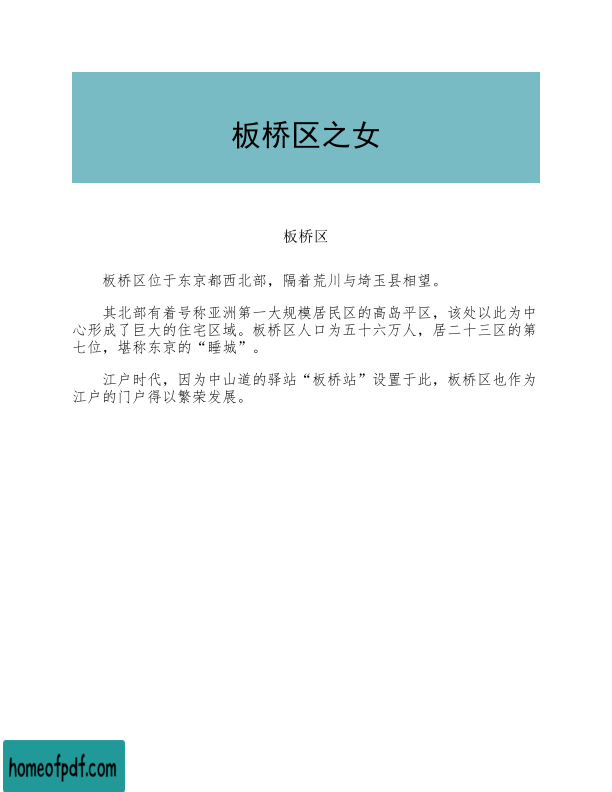 板桥区之女
板桥区
板桥区位于东京都西北部，隔着荒川与埼玉县相望。
其北部有着号称亚洲第一大规模居民区的高岛平区，该处以此为中
心形成了巨大的住宅区域。板桥区人口为五十六万人，居二十三区的第
七位，堪称东京的“睡城”。
江户时代，因为中山道的驿站“板桥站”设置于此，板桥区也作为
江户的门户得以繁荣发展。
homeofpdf.com